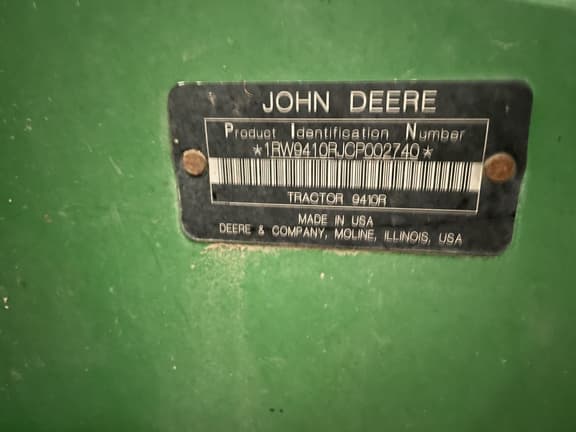 JOHN DEERE
Product Identification Number
*1RW9410RJCP002740*
TRACTOR 9410R
MADE IN USA
DEERE & COMPANY, MOLINE, ILLINOIS, USA